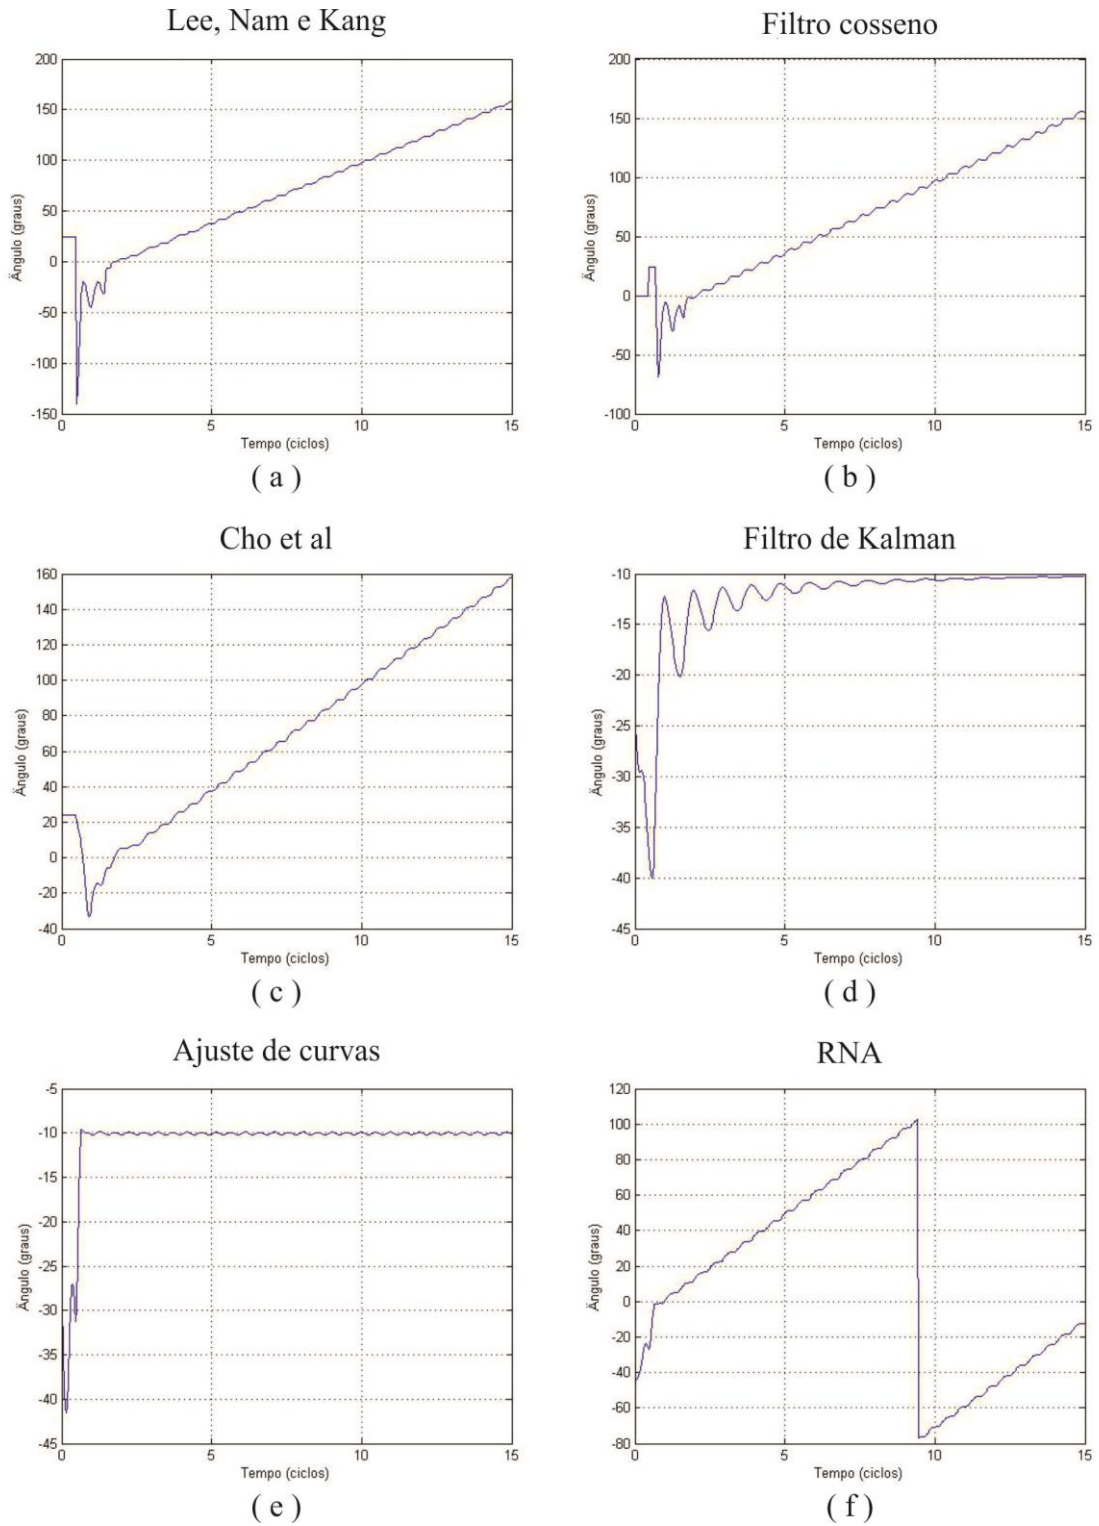 Lee, Nam e Kang
200
150
100
50
0
-50
-100
-150
0 5 10 15
Ângulo (graus)
Tempo (ciclos)
( a )
Filtro cosseno
200
150
100
50
0
-50
-100
0 5 10 15
Ângulo (graus)
Tempo (ciclos)
( b )
Cho et al
160
140
120
100
80
60
40
20
0
-20
-40
0 5 10 15
Ângulo (graus)
Tempo (ciclos)
( c )
Filtro de Kalman
-10
-15
-20
-25
-30
-35
-40
-45
0 5 10 15
Ângulo (graus)
Tempo (ciclos)
( d )
Ajuste de curvas
-5
-10
-15
-20
-25
-30
-35
-40
-45
0 5 10 15
Ângulo (graus)
Tempo (ciclos)
( e )
RNA
120
100
80
60
40
20
0
-20
-40
-60
-80
0 5 10 15
Ângulo (graus)
Tempo (ciclos)
( f )